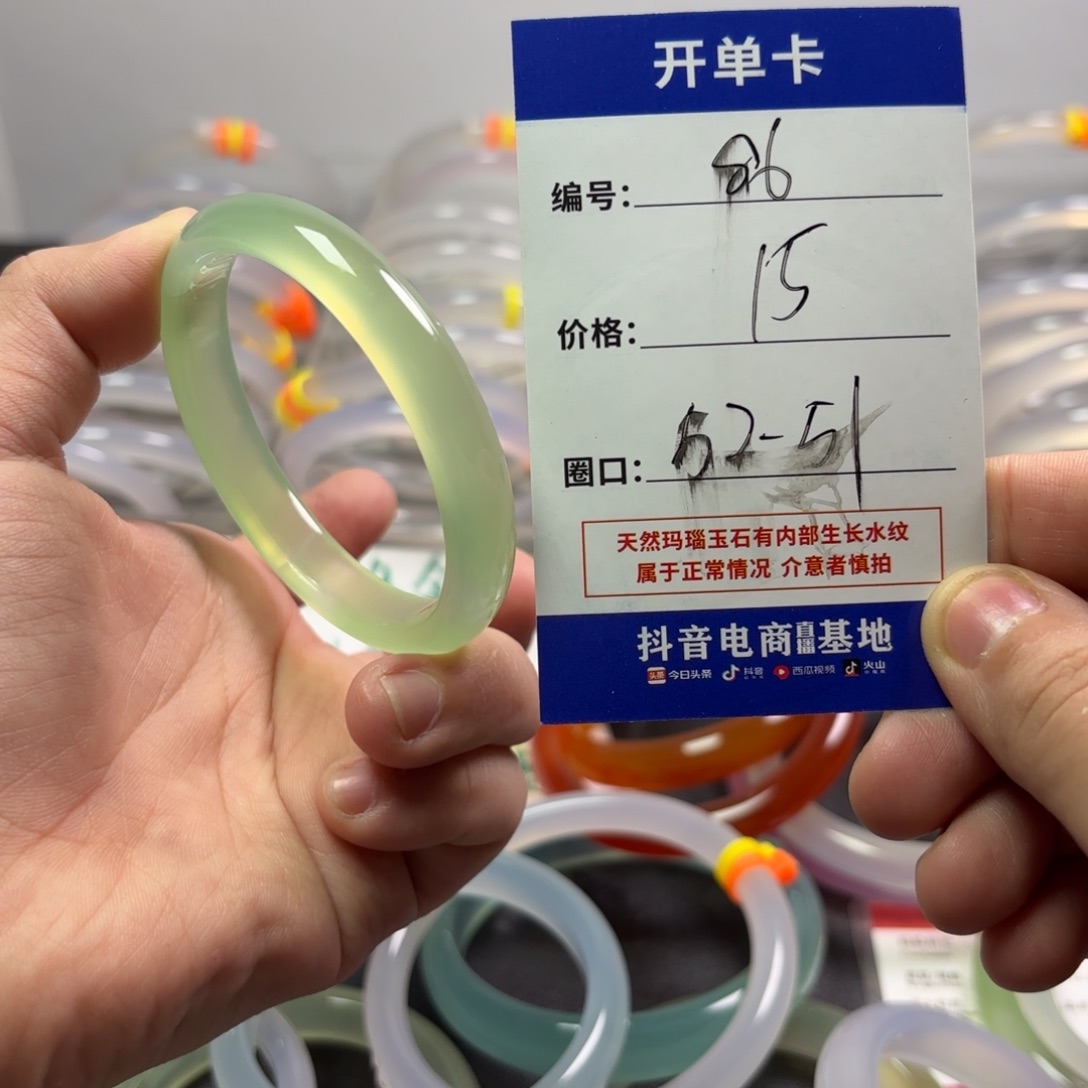 开单卡
编号: 86
价格: 15
圈口: 52-51
天然玛瑙玉石有内部生长水纹
属于正常情况 介意者慎拍
抖音电商直播基地
头条 今日头条 抖音 西瓜视频 火山